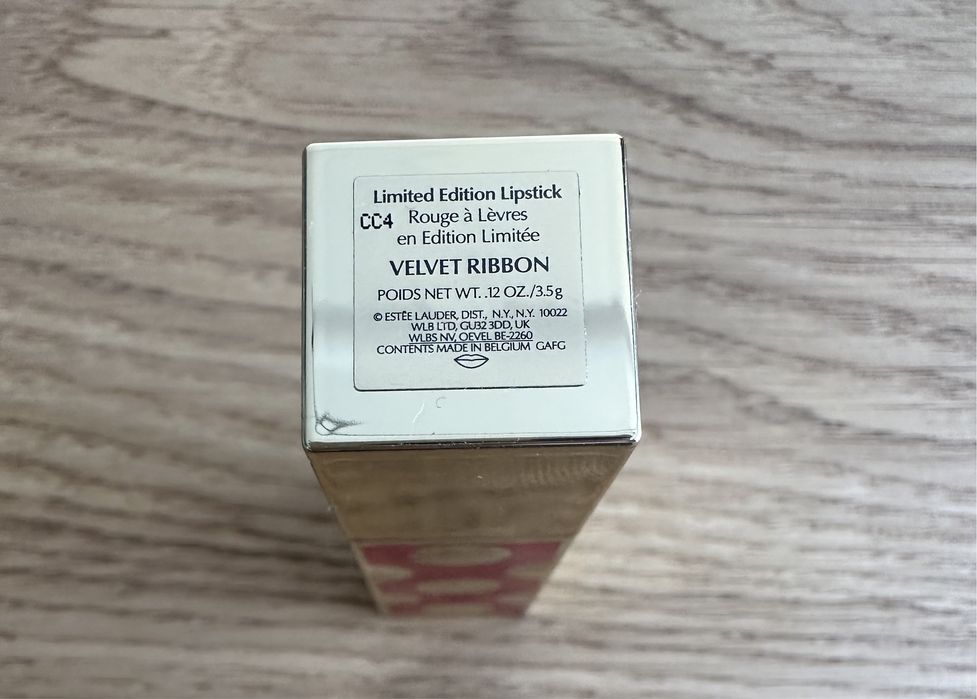 Limited Edition Lipstick
CC4 Rouge à Lèvres
en Edition Limitée
VELVET RIBBON
POIDS NET WT. .12 OZ./3.5g
© ESTÉE LAUDER, DIST., N.Y., N.Y. 10022
WLB LTD, GU32 3DD, UK
WLBS NV, OEVEL BE-2260
CONTENTS MADE IN BELGIUM GAFG